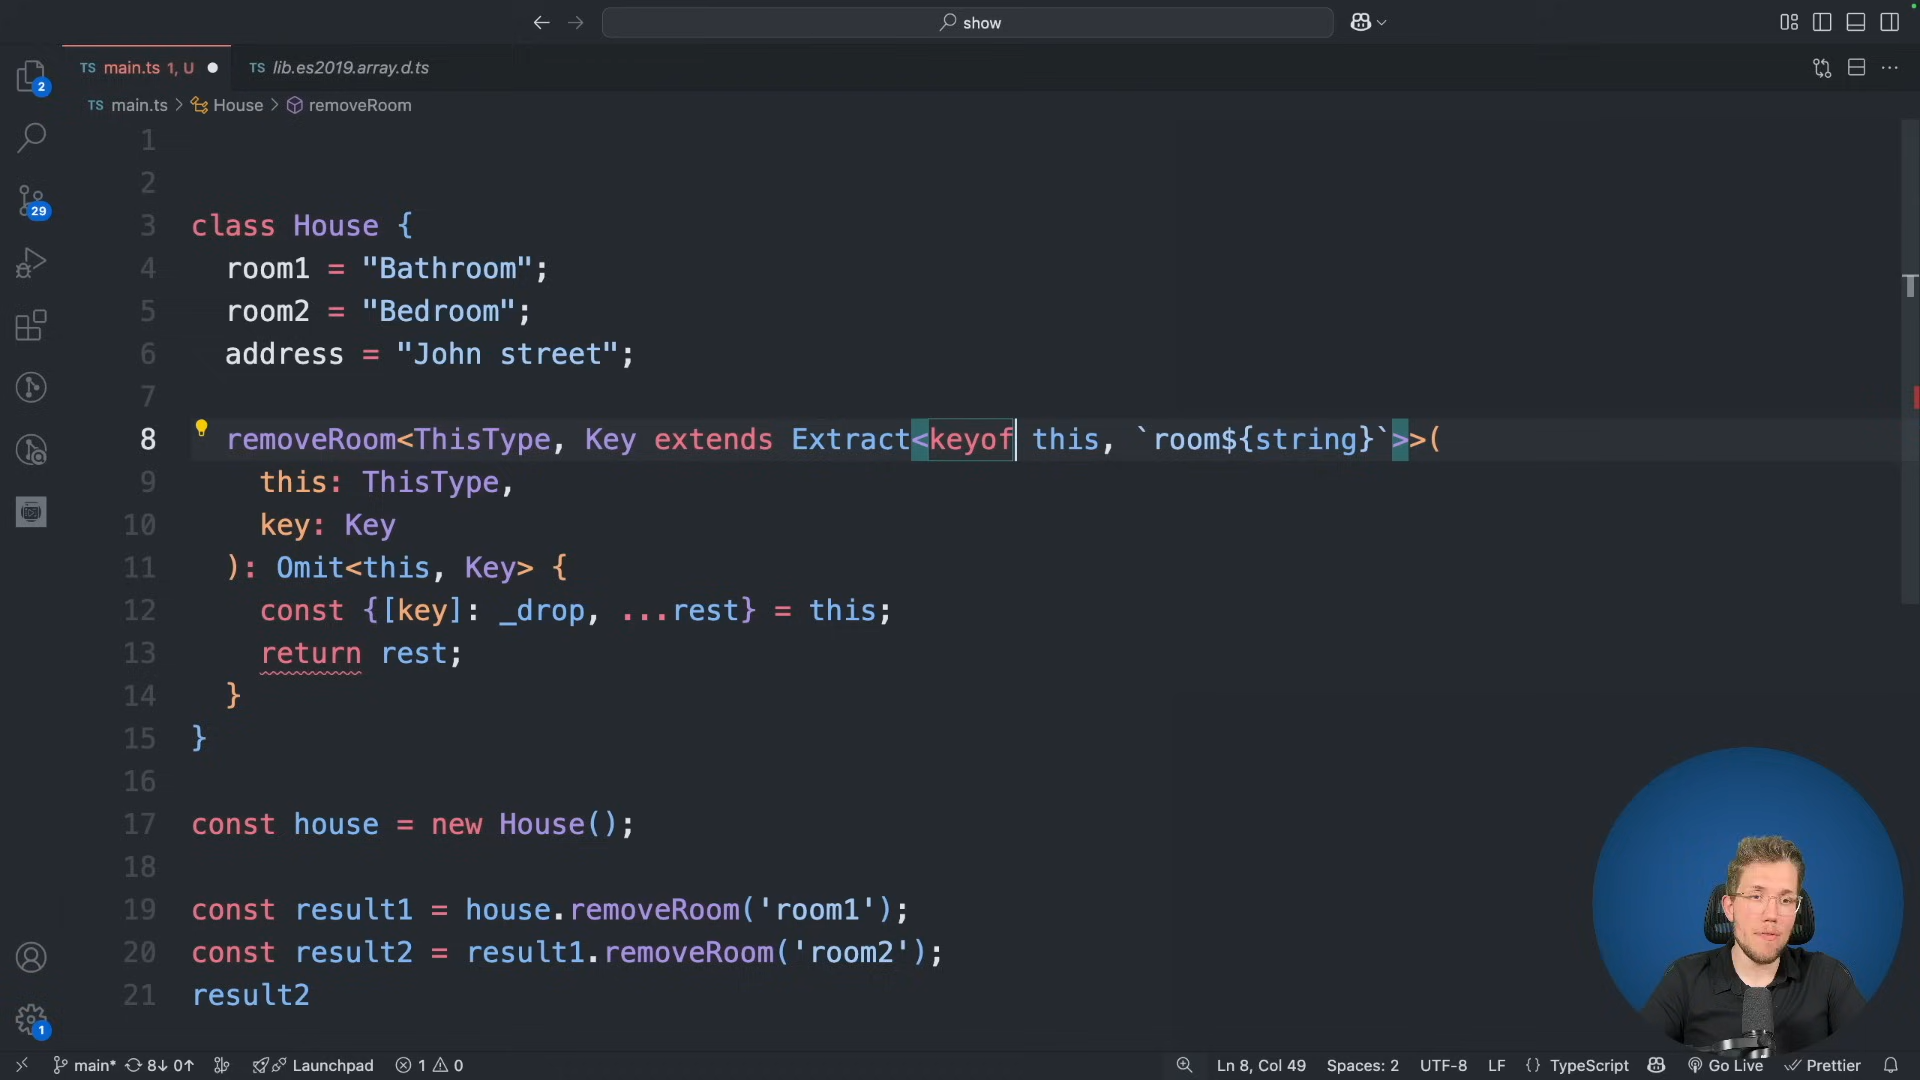 show
TS main.ts 1, U
TS lib.es2019.array.d.ts
TS main.ts > House > removeRoom
2
29
1
1
2
3 class House {
4 room1 = "Bathroom";
5 room2 = "Bedroom";
6 address = "John street";
7
8 removeRoom<ThisType, Key extends Extract<keyof this, `room${string}`>>(
9 this: ThisType,
10 key: Key
11 ): Omit<this, Key> {
12 const {[key]: _drop, ...rest} = this;
13 return rest;
14 }
15 }
16
17 const house = new House();
18
19 const result1 = house.removeRoom('room1');
20 const result2 = result1.removeRoom('room2');
21 result2
main* 8↓ 0↑ Launchpad 1 0 Ln 8, Col 49 Spaces: 2 UTF-8 LF {} TypeScript Go Live Prettier